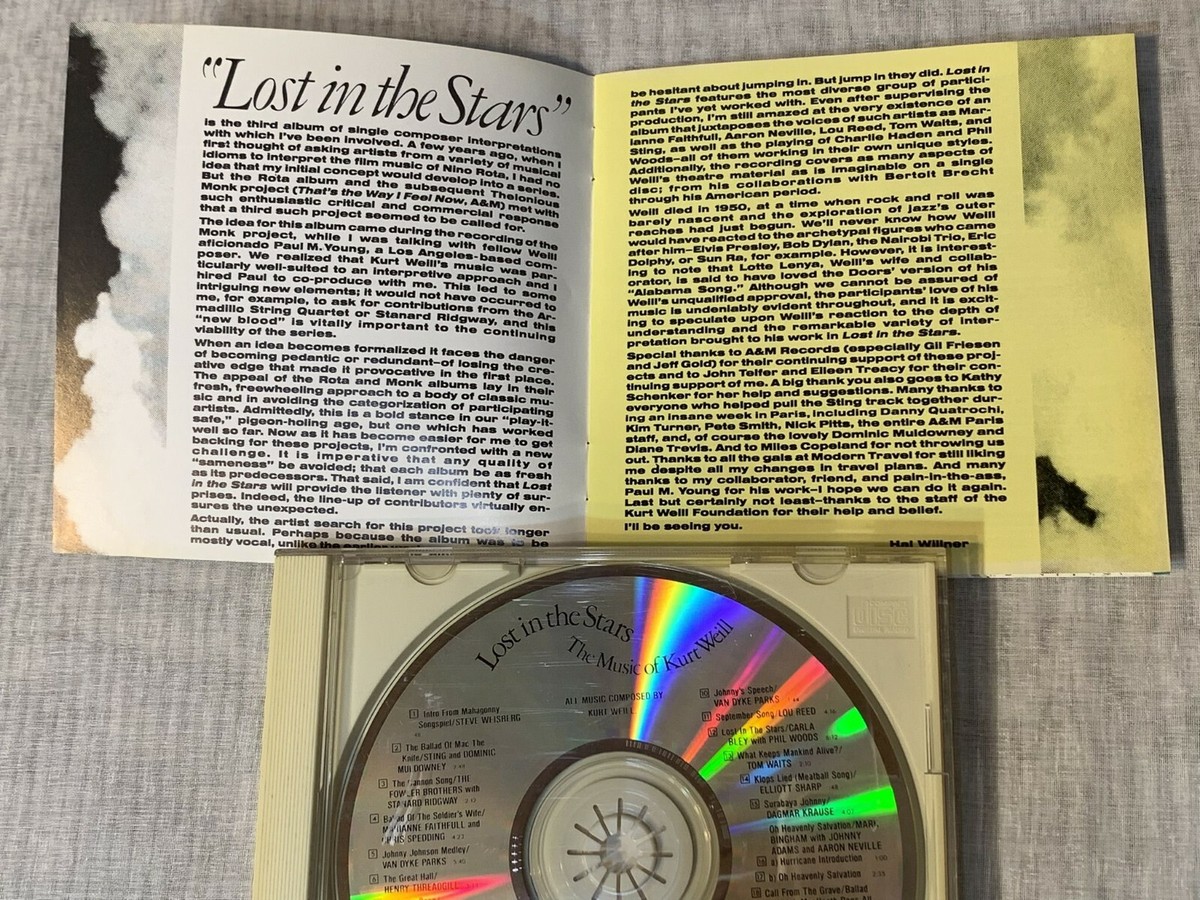 "Lost in the Stars"
is the third album of single composer interpretations
with which I've been involved. A few years ago, when I
first thought of asking artists from a variety of musical
idioms to interpret the film music of Nino Rota, I had no
idea that my initial concept would develop into a series.
But the Rota album and the subsequent Thelonious
Monk project (That's the Way I Feel Now, A&M) met with
such enthusiastic critical and commercial response
that a third such project seemed to be called for.
The idea for this album came during the recording of the
Monk project, while I was talking with fellow Weill
aficionado Paul M. Young, a Los Angeles-based com-
poser. We realized that Kurt Weill's music was par-
ticularly well-suited to an interpretive approach and I
hired Paul to co-produce with me. This led to some
intriguing new elements; it would not have occurred to
me, for example, to ask for contributions from the Ar-
madillo String Quartet or Stanard Ridgway, and this
"new blood" is vitally important to the continuing
viability of the series.
When an idea becomes formalized it faces the danger
of becoming pedantic or redundant–of losing the cre-
ative edge that made it provocative in the first place.
The appeal of the Rota and Monk albums lay in their
fresh, freewheeling approach to a body of classic mu-
sic and in avoiding the categorization of participating
artists. Admittedly, this is a bold stance in our "play-it-
safe," pigeon-holing age, but one which has worked
well so far. Now as it has become easier for me to get
backing for these projects, I'm confronted with a new
challenge. It is imperative that any quality of
"sameness" be avoided; that each album be as fresh
as its predecessors. That said, I am confident that Lost
in the Stars will provide the listener with plenty of sur-
prises. Indeed, the line-up of contributors virtually en-
sures the unexpected.
Actually, the artist search for this project took longer
than usual. Perhaps because the album was to be
mostly vocal, unlike the earlier
be hesitant about jumping in. But jump in they did. Lost in
the Stars features the most diverse group of partici-
pants I've yet worked with. Even after supervising the
production, I'm still amazed at the very existence of an
album that juxtaposes the voices of such artists as Mar-
ianne Faithfull, Aaron Neville, Lou Reed, Tom Waits, and
Sting, as well as the playing of Charlie Haden and Phil
Woods–all of them working in their own unique styles.
Additionally, the recording covers as many aspects of
Weill's theatre material as is imaginable on a single
disc; from his collaborations with Bertolt Brecht
through his American period.
Weill died in 1950, at a time when rock and roll was
barely nascent and the exploration of jazz's outer
reaches had just begun. We'll never know how Weill
would have reacted to the archetypal figures who came
after him–Elvis Presley, Bob Dylan, the Nairobi Trio, Eric
Dolphy, or Sun Ra, for example. However, it is interest-
ing to note that Lotte Lenya, Weill's wife and collab-
orator, is said to have loved the Doors' version of his
"Alabama Song." Although we cannot be assured of
Weill's unqualified approval, the participants' love of his
music is undeniably evident throughout, and it is excit-
ing to speculate upon Weill's reaction to the depth of
understanding and the remarkable variety of inter-
pretation brought to his work in Lost in the Stars.
Special thanks to A&M Records (especially Gil Friesen
and Jeff Gold) for their continuing support of these proj-
ects and to John Telfer and Eileen Treacy for their con-
tinuing support of me. A big thank you also goes to Kathy
Schenker for her help and suggestions. Many thanks to
everyone who helped pull the Sting track together dur-
ing an insane week in Paris, including Danny Quatrochi,
Kim Turner, Pete Smith, Nick Pitts, the entire A&M Paris
staff, and, of course the lovely Dominic Muldowney and
Diane Trevis. And to Miles Copeland for not throwing us
out. Thanks to all the gals at Modern Travel for still liking
me despite all my changes in travel plans. And many
thanks to my collaborator, friend, and pain-in-the-ass,
Paul M. Young for his work–I hope we can do it again.
Last but certainly not least–thanks to the staff of the
Kurt Weill Foundation for their help and belief.
I'll be seeing you.
Hal Willner
disc
Lost in the Stars
The Music of Kurt Weill
ALL MUSIC COMPOSED BY
KURT WEILL
1 Intro From Mahagonny
Songspiel/STEVE WEISBERG
2 The Ballad Of Mac The
Knife/STING and DOMINIC
MULDOWNEY
3 The Cannon Song/THE
FOWLER BROTHERS with
STANARD RIDGWAY 2:12
4 Ballad Of The Soldier's Wife/
MARIANNE FAITHFULL and
CHRIS SPEDDING 4:23
5 Johnny Johnson Medley/
VAN DYKE PARKS 5:40
6 The Great Hall/
HENRY THREADGILL
10 Johnny's Speech/
VAN DYKE PARKS
11 September Song/LOU REED
12 Lost In The Stars/CARLA
BLEY with PHIL WOODS
13 What Keeps Mankind Alive?/
TOM WAITS
14 Klops Lied (Meatball Song)/
ELLIOTT SHARP
15 Surabaya Johnny/
DAGMAR KRAUSE 4:07
Oh Heavenly Salvation/MARK
BINGHAM with JOHNNY
ADAMS and AARON NEVILLE
16 a) Hurricane Introduction 1:00
17 b) Oh Heavenly Salvation
18 Call From The Grave/Ballad